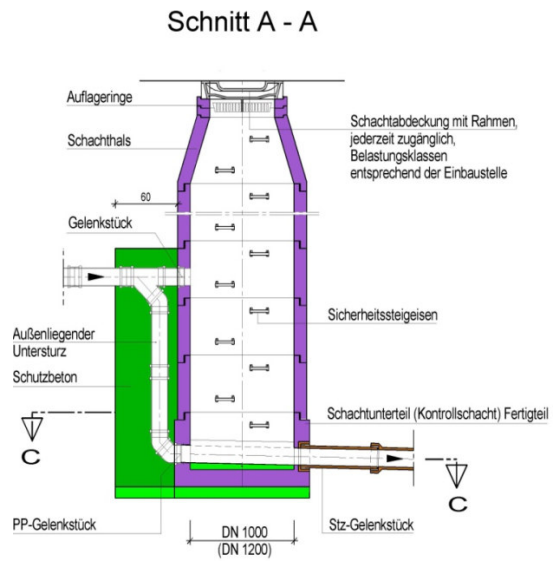 Schnitt A - A
Auflageringe
Schachtabdeckung mit Rahmen,
jederzeit zugänglich,
Belastungsklassen
entsprechend der Einbaustelle
Schachthals
60
Gelenkstück
Sicherheitssteigeisen
Außenliegender
Untersturz
Schutzbeton
Schachtunterteil (Kontrollschacht) Fertigteil
C
C
PP-Gelenkstück
DN 1000
(DN 1200)
Stz-Gelenkstück